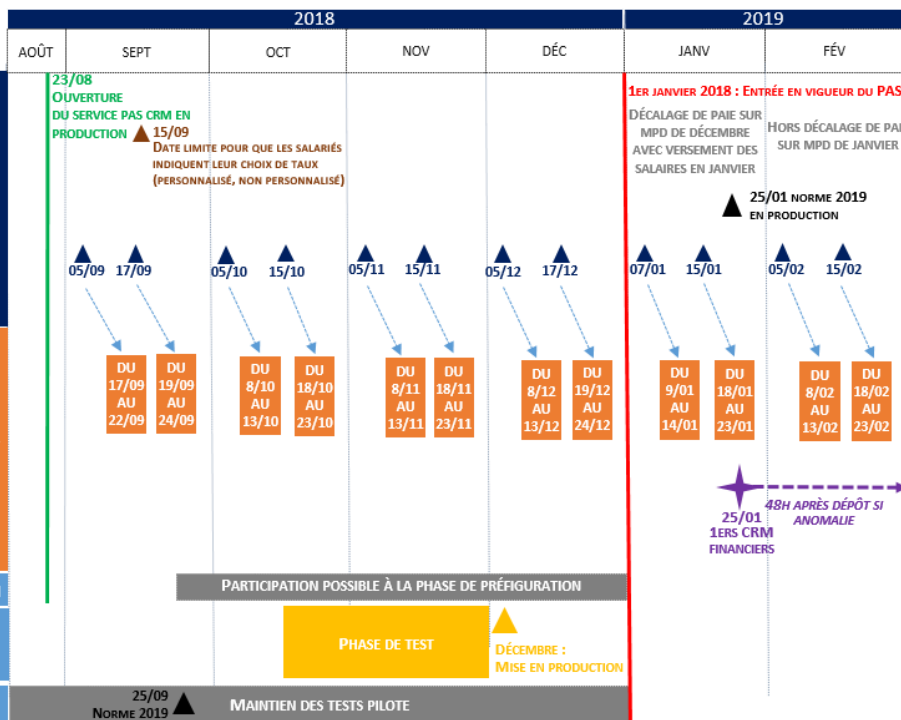 2018
2019
AOÛT
SEPT
OCT
NOV
DÉC
JANV
FÉV
23/08
OUVERTURE
DU SERVICE PAS CRM EN
PRODUCTION
15/09
DATE LIMITE POUR QUE LES SALARIÉS
INDIQUENT LEUR CHOIX DE TAUX
(PERSONNALISÉ, NON PERSONNALISÉ)
1ER JANVIER 2018 : ENTRÉE EN VIGUEUR DU PAS
DÉCALAGE DE PAIE SUR
MPD DE DÉCEMBRE
AVEC VERSEMENT DES
SALAIRES EN JANVIER
HORS DÉCALAGE DE PAI
SUR MPD DE JANVIER
25/01 NORME 2019
EN PRODUCTION
05/09
17/09
05/10
15/10
05/11
15/11
05/12
17/12
07/01
15/01
05/02
15/02
DU
17/09
AU
22/09
DU
19/09
AU
24/09
DU
8/10
AU
13/10
DU
18/10
AU
23/10
DU
8/11
AU
13/11
DU
18/11
AU
23/11
DU
8/12
AU
13/12
DU
19/12
AU
24/12
DU
9/01
AU
14/01
DU
18/01
AU
23/01
DU
8/02
AU
13/02
DU
18/02
AU
23/02
25/01
1ERS CRM
FINANCIERS
48H APRÈS DÉPÔT SI
ANOMALIE
PARTICIPATION POSSIBLE À LA PHASE DE PRÉFIGURATION
PHASE DE TEST
DÉCEMBRE :
MISE EN PRODUCTION
25/09
NORME 2019
MAINTIEN DES TESTS PILOTE